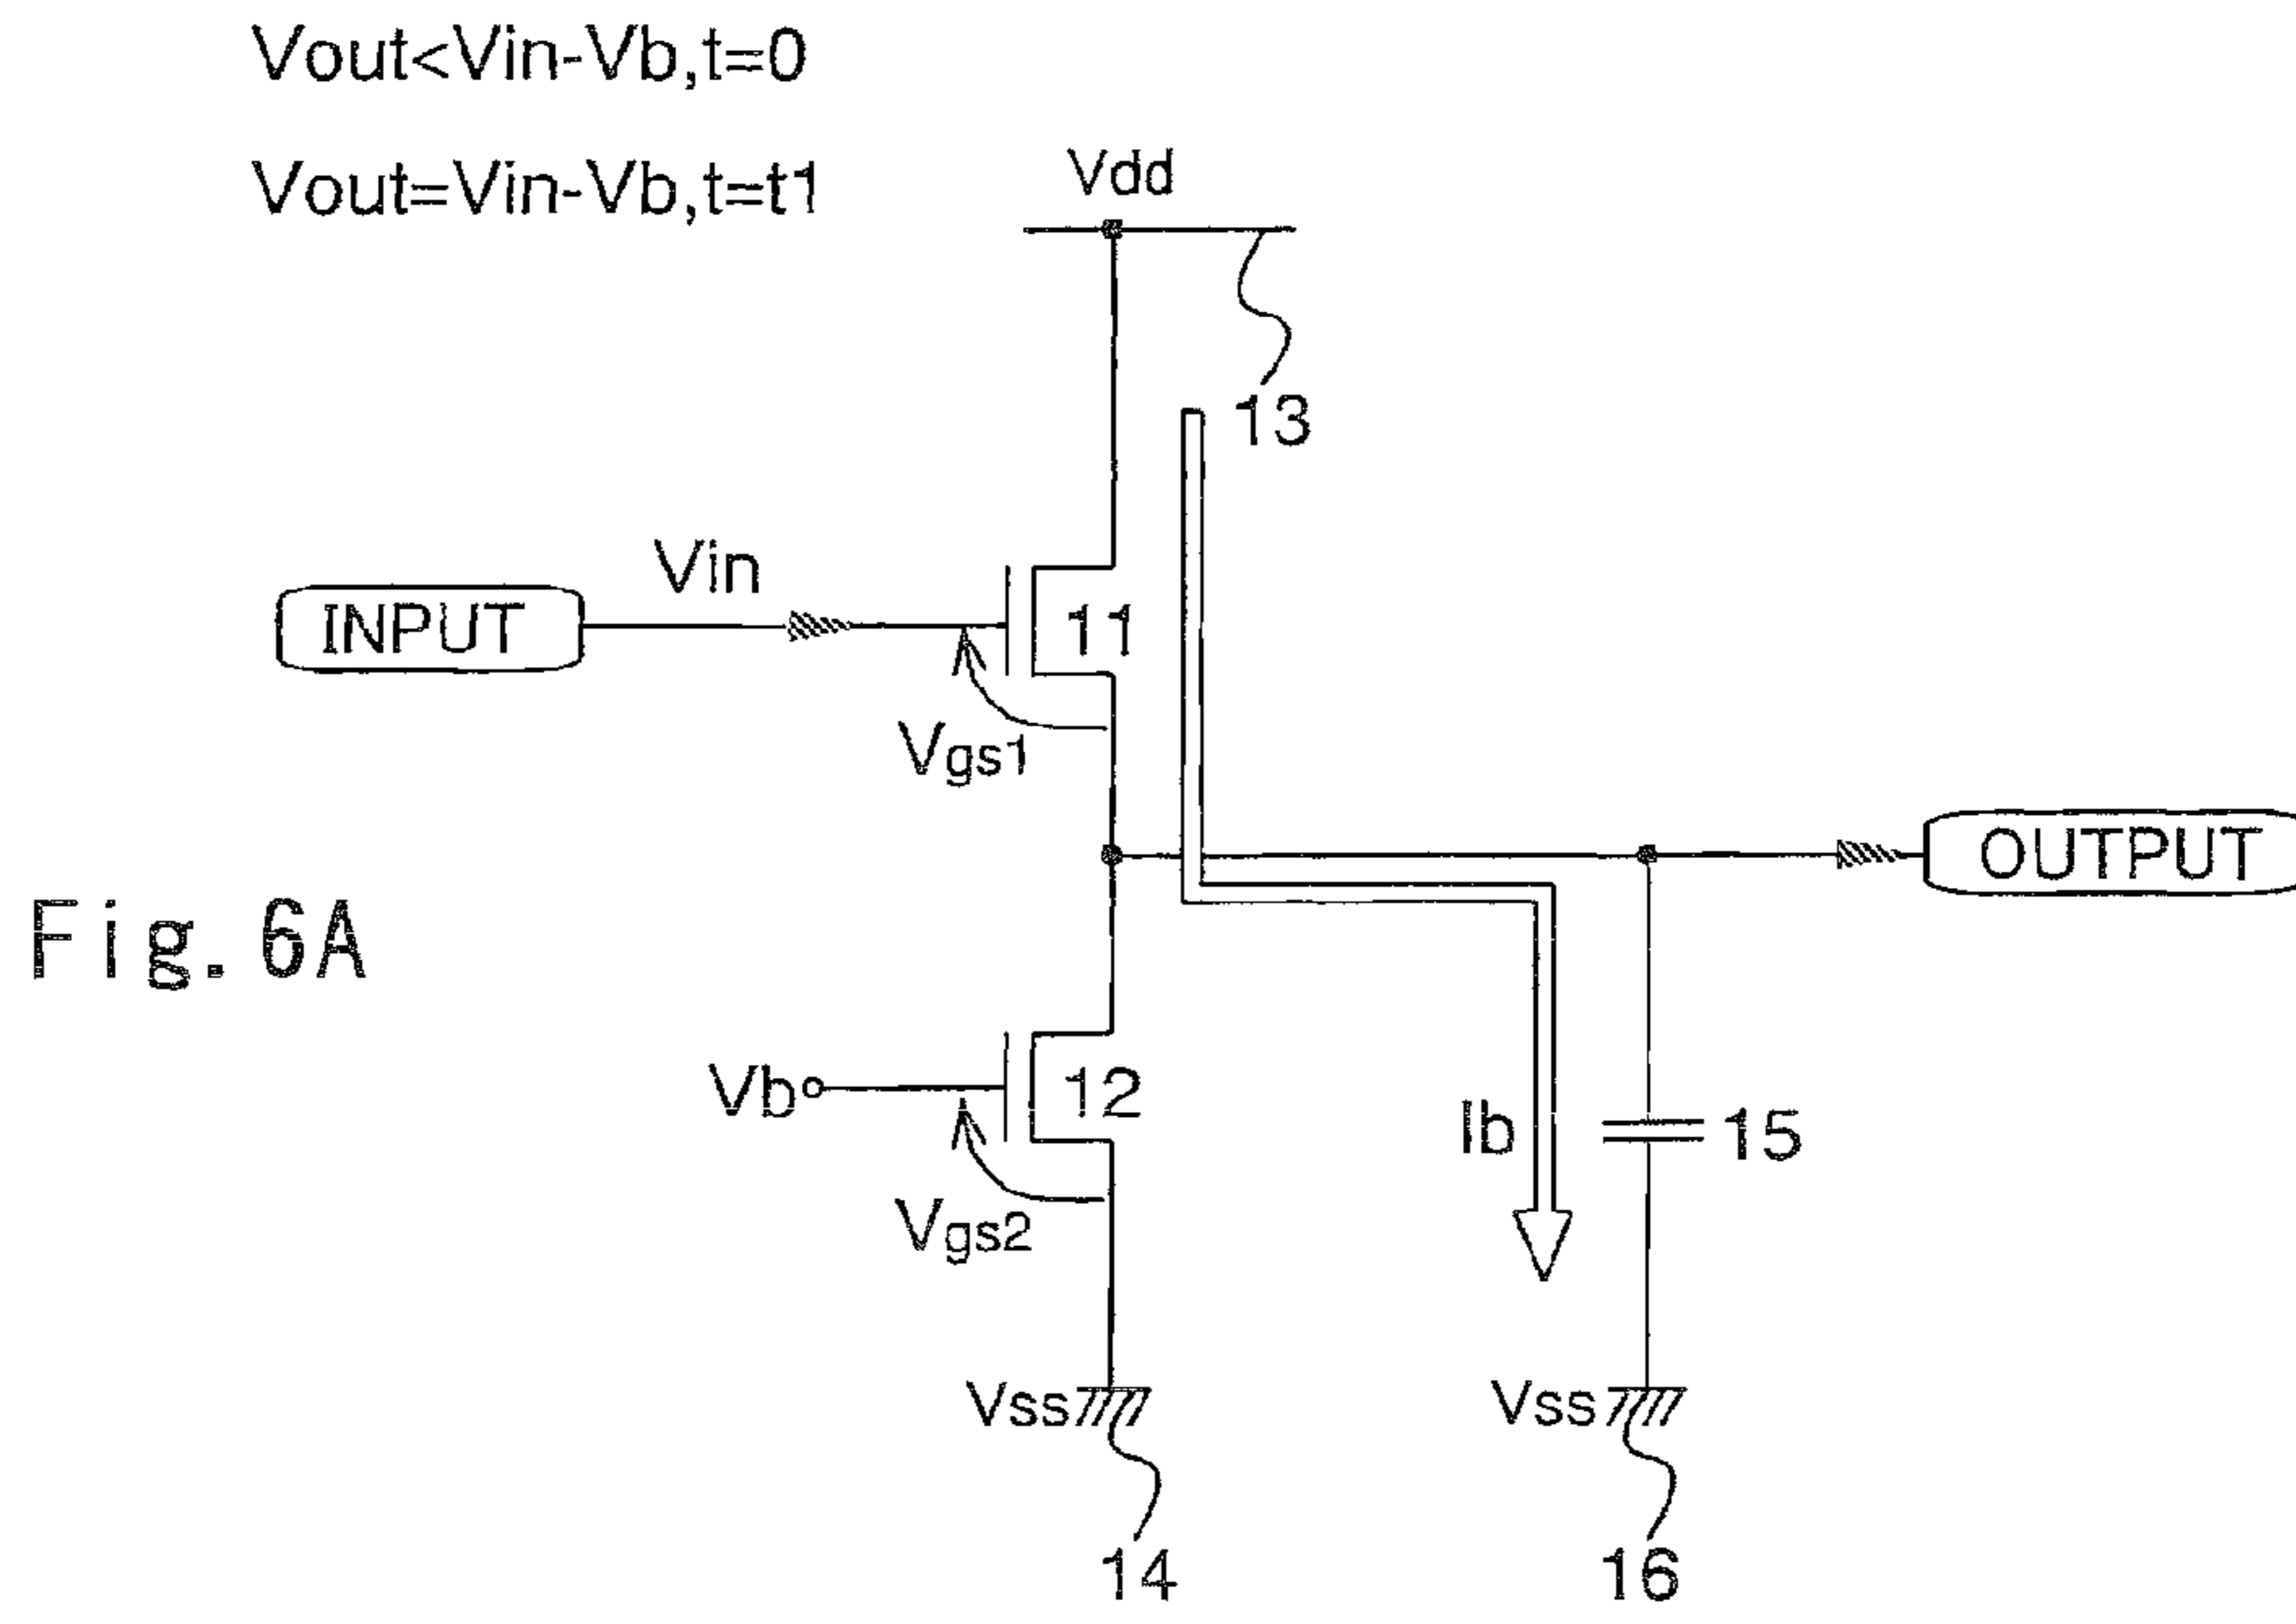 Vout<Vin-Vb,t=0
Vout=Vin-Vb,t=t1
Vdd
13
Vin
INPUT
11
Vgs1
OUTPUT
Fig. 6A
Vb
12
Ib
15
Vgs2
Vss
Vss
14
16